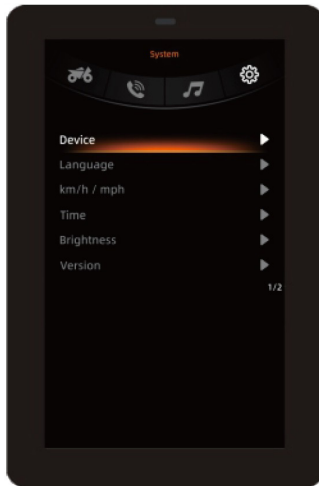 System
Device
Language
km/h / mph
Time
Brightness
Version
1/2